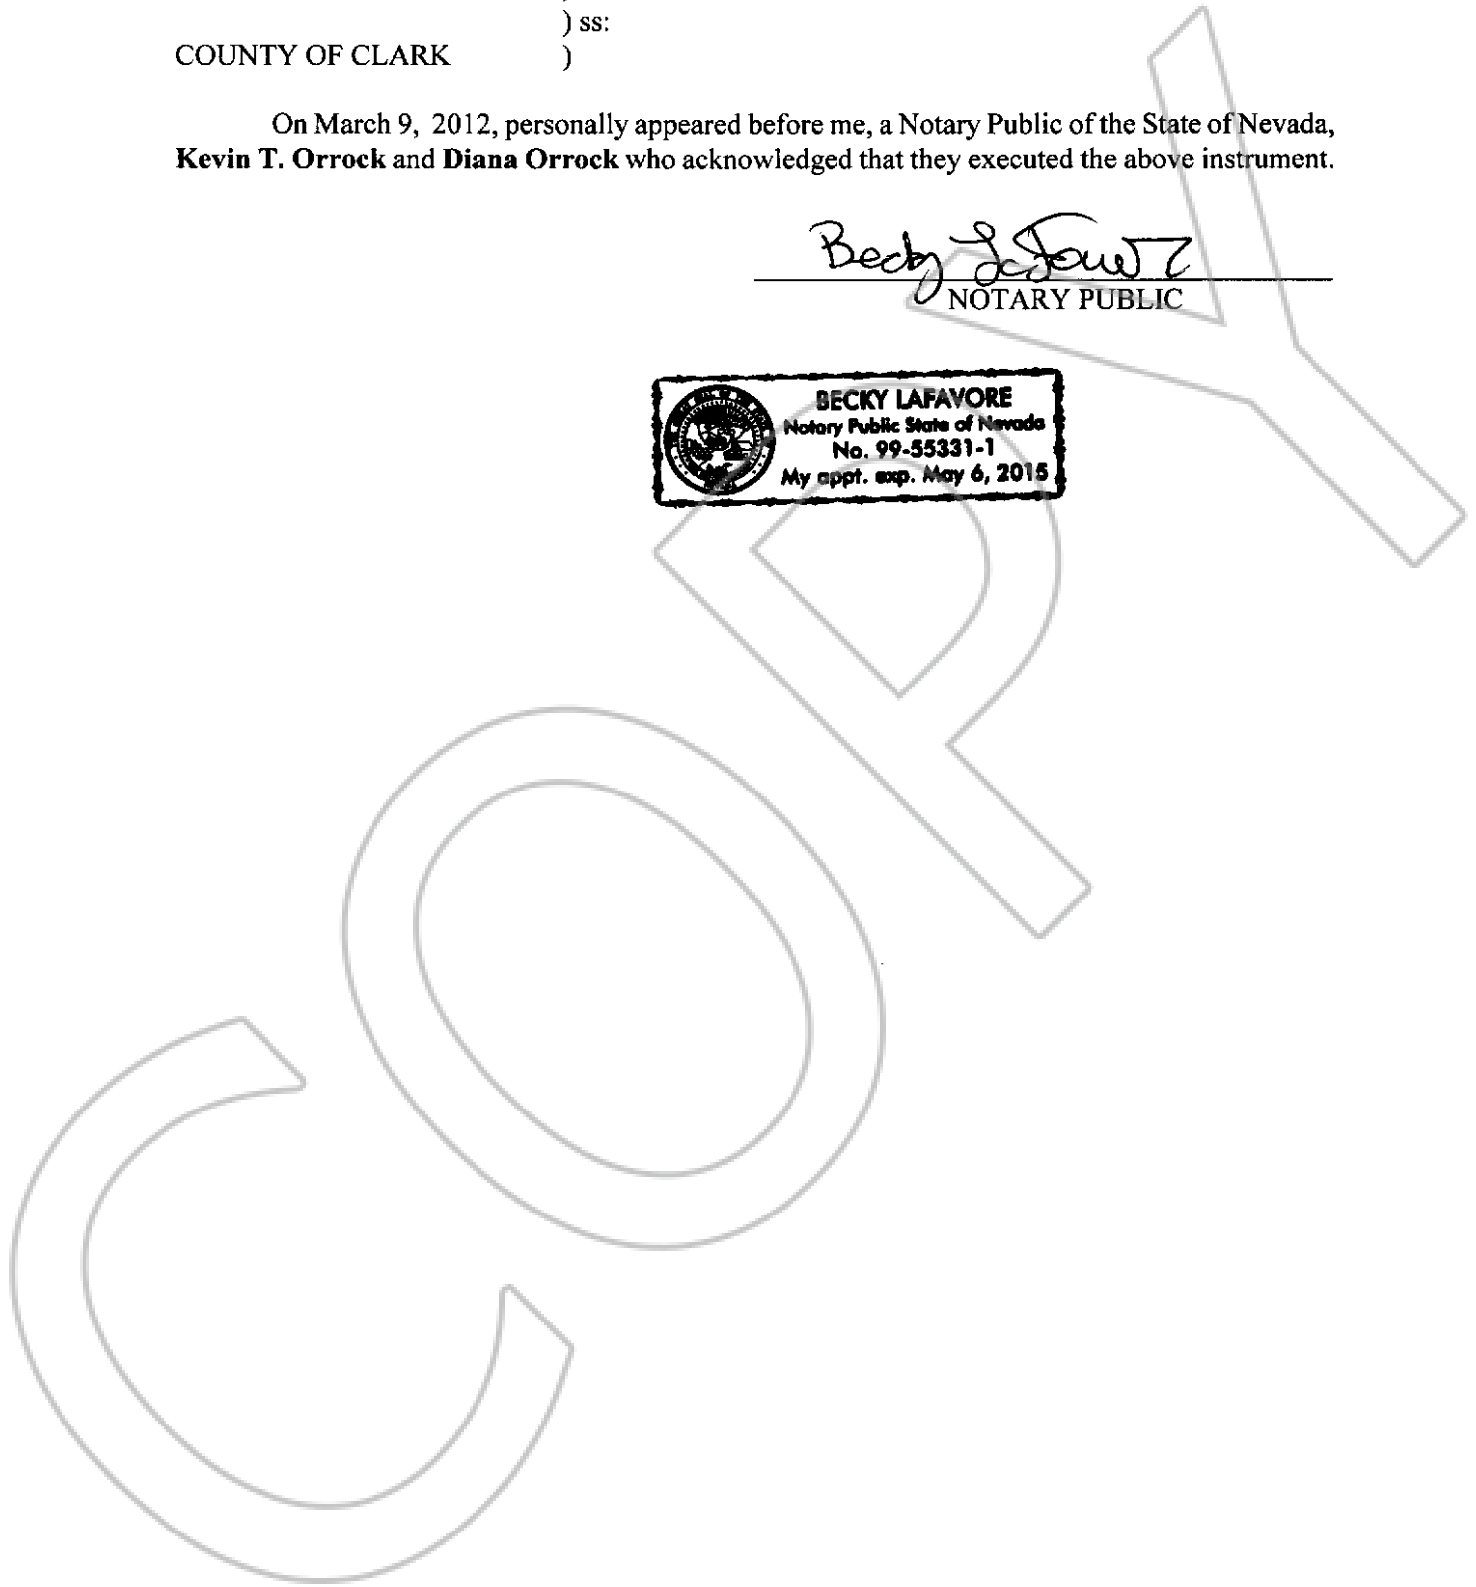 ) ss:
COUNTY OF CLARK )
On March 9, 2012, personally appeared before me, a Notary Public of the State of Nevada,
Kevin T. Orrock and Diana Orrock who acknowledged that they executed the above instrument.
Becky LaFavore
NOTARY PUBLIC
BECKY LAFAVORE
Notary Public State of Nevada
No. 99-55331-1
My appt. exp. May 6, 2015
COPY